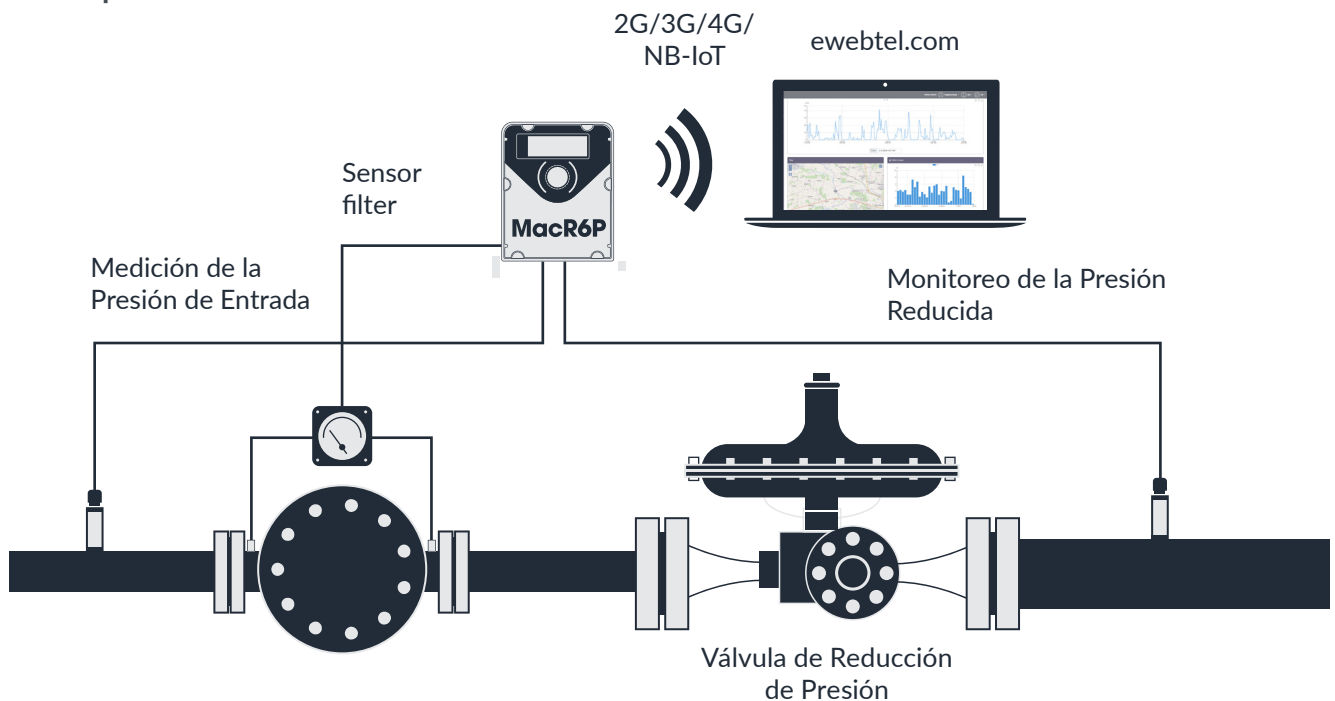 2G/3G/4G/
NB-IoT
ewebtel.com
Sensor
filter
MacR6P
Medición de la
Presión de Entrada
Monitoreo de la Presión
Reducida
Válvula de Reducción
de Presión